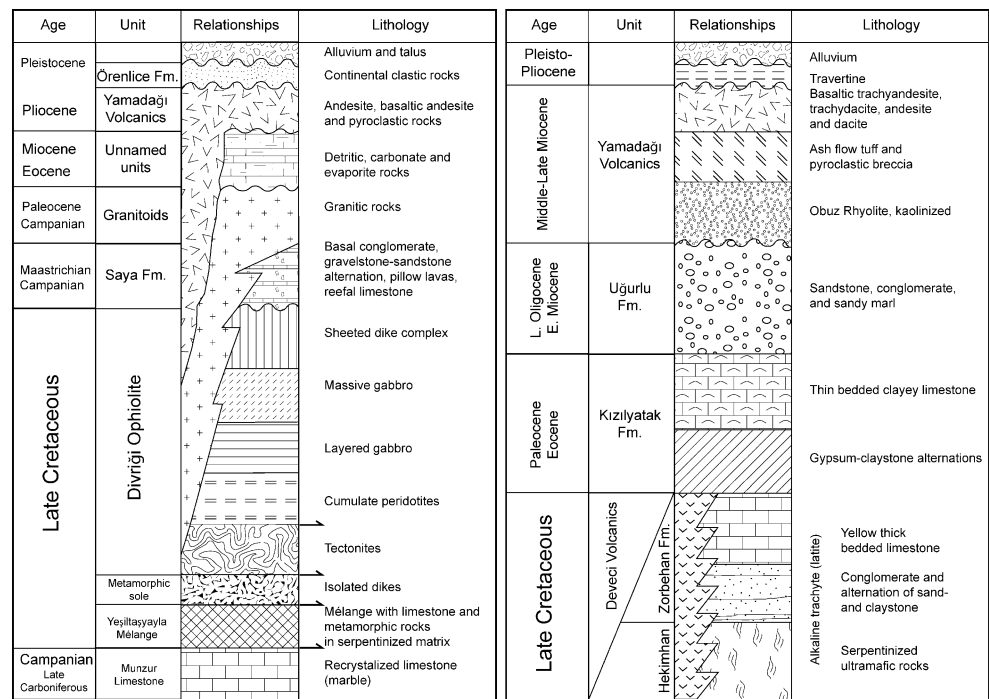 Age Unit Relationships Lithology
Pleistocene
Alluvium and talus
Örenlice Fm.
Continental clastic rocks
Pliocene
Yamadağı
Volcanics
Andesite, basaltic andesite
and pyroclastic rocks
Miocene
Eocene
Unnamed
units
Detritic, carbonate and
evaporite rocks
Paleocene
Campanian
Granitoids
Granitic rocks
Maastrichian
Campanian
Saya Fm.
Basal conglomerate,
gravelstone-sandstone
alternation, pillow lavas,
reefal limestone
Late Cretaceous
Divriği Ophiolite
Sheeted dike complex
Massive gabbro
Layered gabbro
Cumulate peridotites
Tectonites
Metamorphic
sole
Isolated dikes
Yeşiltaşyayla
Mélange
Mélange with limestone and
metamorphic rocks
in serpentinized matrix
Campanian
Late
Carboniferous
Munzur
Limestone
Recrystalized limestone
(marble)
Age Unit Relationships Lithology
Pleisto-
Pliocene
Alluvium
Travertine
Middle-Late Miocene
Yamadağı
Volcanics
Basaltic trachyandesite,
trachydacite, andesite
and dacite
Ash flow tuff and
pyroclastic breccia
Obuz Rhyolite, kaolinized
L. Oligocene
E. Miocene
Uğurlu
Fm.
Sandstone, conglomerate,
and sandy marl
Paleocene
Eocene
Kızılyatak
Fm.
Thin bedded clayey limestone
Gypsum-claystone alternations
Late Cretaceous
Deveci Volcanics
Zorbehan Fm.
Hekimhan
Alkaline trachyte (latite)
Yellow thick
bedded limestone
Conglomerate and
alternation of sand-
and claystone
Serpentinized
ultramafic rocks